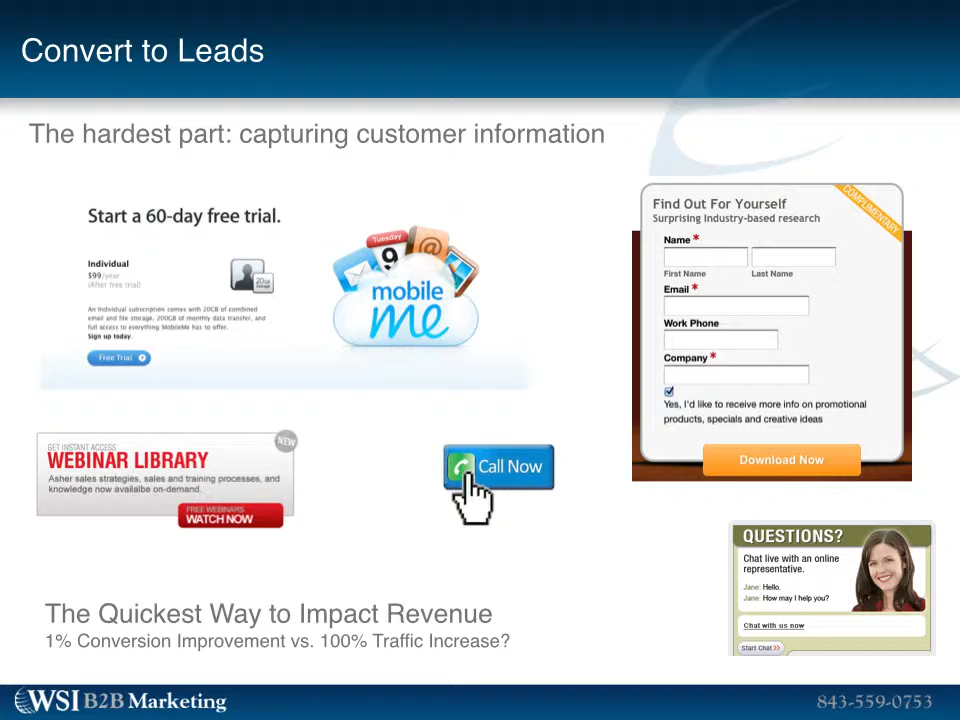 Convert to Leads
The hardest part: capturing customer information
Start a 60-day free trial.
Individual
$99/year
(After free trial)
20GB
Storage
An Individual subscription comes with 20GB of combined
email and file storage, 200GB of monthly data transfer, and
full access to everything MobileMe has to offer.
Sign up today.
Free Trial
Tuesday
9
@
mobile
me
COMPLIMENTARY
Find Out For Yourself
Surprising industry-based research
Name *
First Name Last Name
Email *
Work Phone
Company *
Yes, I'd like to receive more info on promotional
products, specials and creative ideas
Download Now
NEW
GET INSTANT ACCESS
WEBINAR LIBRARY
Asher sales strategies, sales and training processes, and
knowledge now availalbe on-demand.
FREE WEBINARS
WATCH NOW
Call Now
QUESTIONS?
Chat live with an online
representative.
Jane: Hello.
Jane: How may I help you?
Chat with us now
Start Chat >>
The Quickest Way to Impact Revenue
1% Conversion Improvement vs. 100% Traffic Increase?
WSI B2B Marketing
843-559-0753